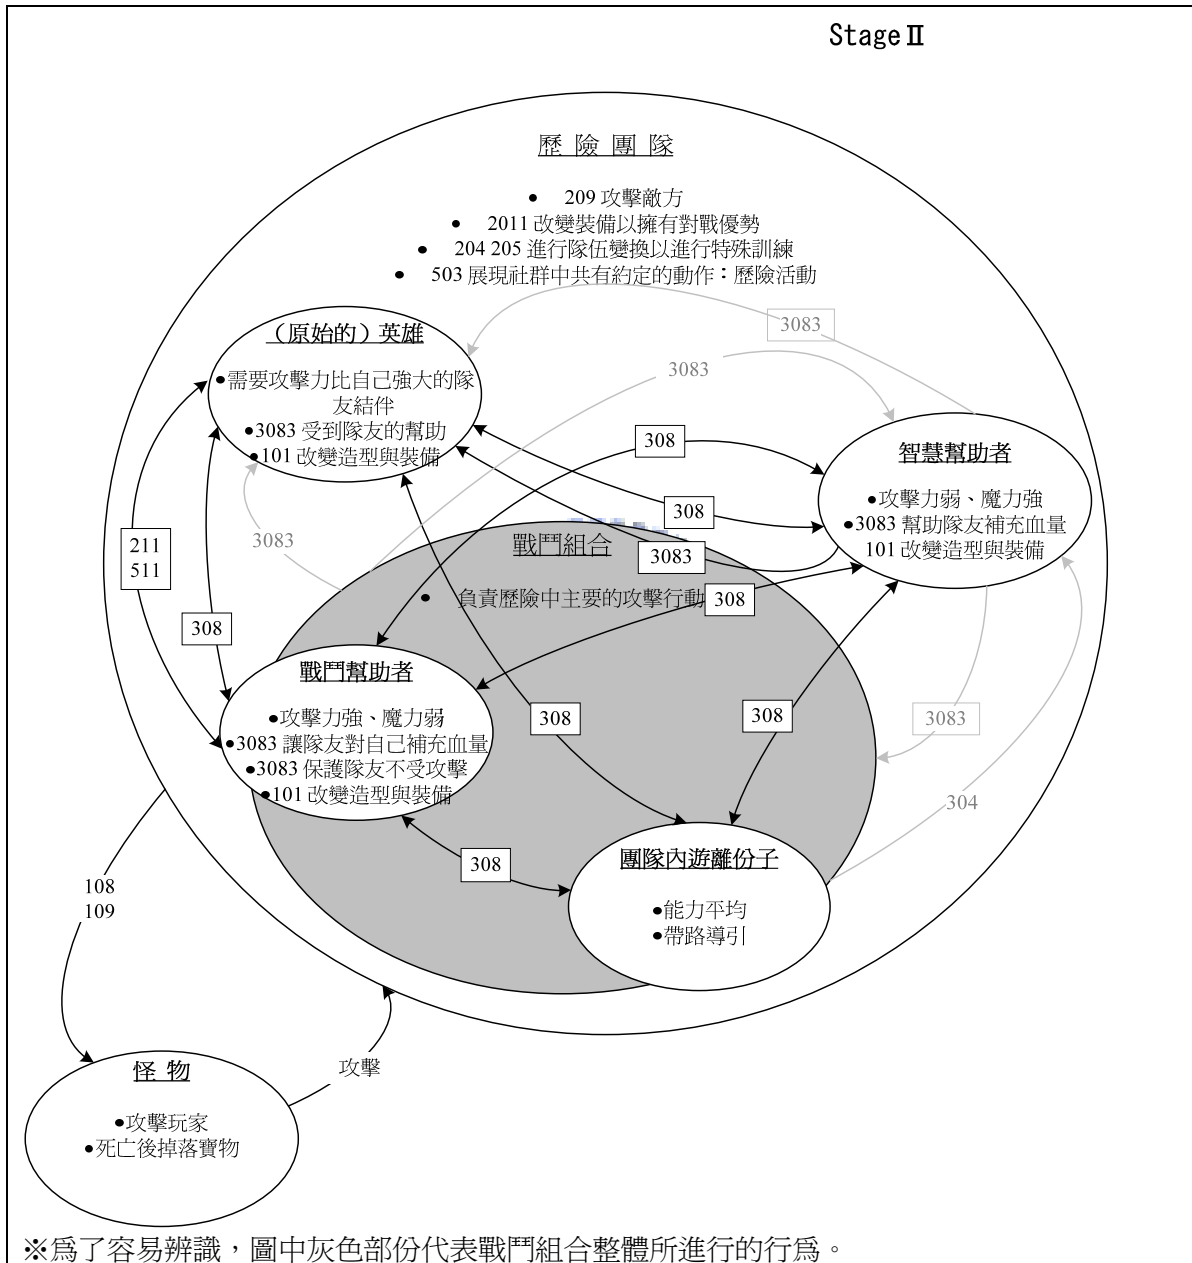 Stage Ⅱ
歷 險 團 隊
● 209 攻擊敵方
● 2011 改變裝備以擁有對戰優勢
● 204 205 進行隊伍變換以進行特殊訓練
● 503 展現社群中共有約定的動作：歷險活動
3083
（原始的）英雄
●需要攻擊力比自己強大的隊
友結伴
●3083 受到隊友的幫助
●101 改變造型與裝備
3083
308
智慧幫助者
●攻擊力弱、魔力強
●3083 幫助隊友補充血量
101 改變造型與裝備
308
211
511
3083
戰鬥組合
3083
● 負責歷險中主要的攻擊行動
308
308
戰鬥幫助者
●攻擊力強、魔力弱
●3083 讓隊友對自己補充血量
●3083 保護隊友不受攻擊
●101 改變造型與裝備
308
308
3083
304
308
團隊內遊離份子
●能力平均
●帶路導引
108
109
攻擊
怪 物
●攻擊玩家
●死亡後掉落寶物
※為了容易辨識，圖中灰色部份代表戰鬥組合整體所進行的行為。